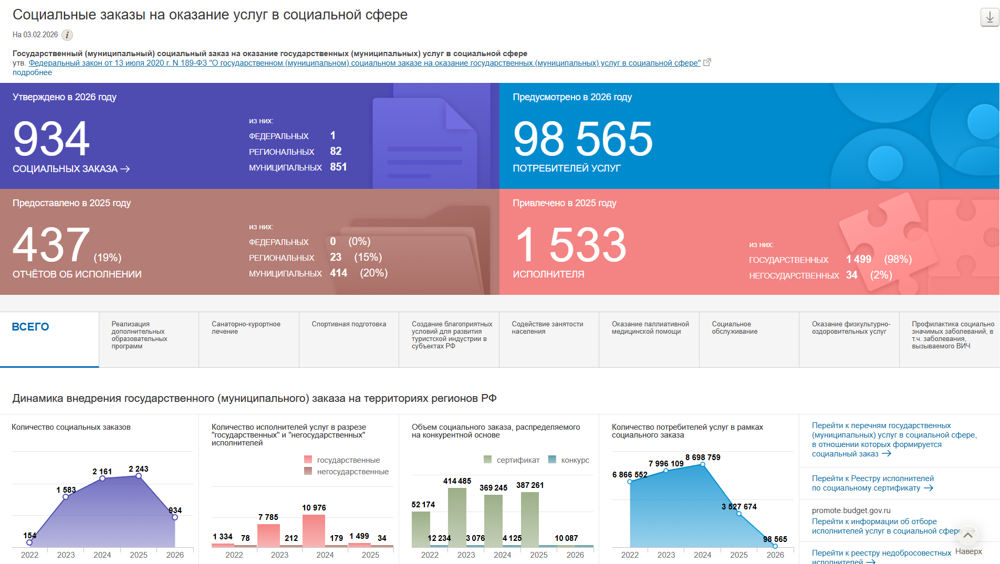 Социальные заказы на оказание услуг в социальной сфере
На 03.02.2026 i
Государственный (муниципальный) социальный заказ на оказание государственных (муниципальных) услуг в социальной сфере
утв. Федеральный закон от 13 июля 2020 г. N 189-ФЗ "О государственном (муниципальном) социальном заказе на оказание государственных (муниципальных) услуг в социальной сфере"
подробнее
Утверждено в 2026 году
934
СОЦИАЛЬНЫХ ЗАКАЗА
из них:
ФЕДЕРАЛЬНЫХ 1
РЕГИОНАЛЬНЫХ 82
МУНИЦИПАЛЬНЫХ 851
Предусмотрено в 2026 году
98 565
ПОТРЕБИТЕЛЕЙ УСЛУГ
Предоставлено в 2025 году
437 (19%)
ОТЧЁТОВ ОБ ИСПОЛНЕНИИ
из них:
ФЕДЕРАЛЬНЫХ 0 (0%)
РЕГИОНАЛЬНЫХ 23 (15%)
МУНИЦИПАЛЬНЫХ 414 (20%)
Привлечено в 2025 году
1 533
ИСПОЛНИТЕЛЯ
из них:
ГОСУДАРСТВЕННЫХ 1 499 (98%)
НЕГОСУДАРСТВЕННЫХ 34 (2%)
ВСЕГО
Реализация
дополнительных
образовательных
программ
Санаторно-курортное
лечение
Спортивная подготовка
Создание благоприятных
условий для развития
туристской индустрии в
субъектах РФ
Содействие занятости
населения
Оказание паллиативной
медицинской помощи
Социальное
обслуживание
Оказание физкультурно-
оздоровительных услуг
Профилактика социально
значимых заболеваний, в
т.ч. заболевания,
вызываемого ВИЧ
Динамика внедрения государственного (муниципального) заказа на территориях регионов РФ
Количество социальных заказов
154
1 583
2 161
2 243
934
2022 2023 2024 2025 2026
Количество исполнителей услуг в разрезе
"государственных" и "негосударственных"
исполнителей
государственные
негосударственные
1 334 78 7 785 212 10 976 179 1 499 34
2022 2023 2024 2025
Объем социального заказа, распределяемого
на конкурентной основе
сертификат конкурс
52 174 12 234 414 485 3 076 369 245 4 125 387 261 10 087
2022 2023 2024 2025 2026
Количество потребителей услуг в рамках
социального заказа
6 866 552
7 996 109
8 698 759
3 527 674
98 565
2022 2023 2024 2025 2026
Перейти к перечням государственных
(муниципальных) услуг в социальной сфере,
в отношении которых формируется
социальный заказ
Перейти к Реестру исполнителей
по социальному сертификату
promote.budget.gov.ru
Перейти к информации об отборе
исполнителей услуг в социальной сфере
Перейти к реестру недобросовестных
исполнителей
Наверх